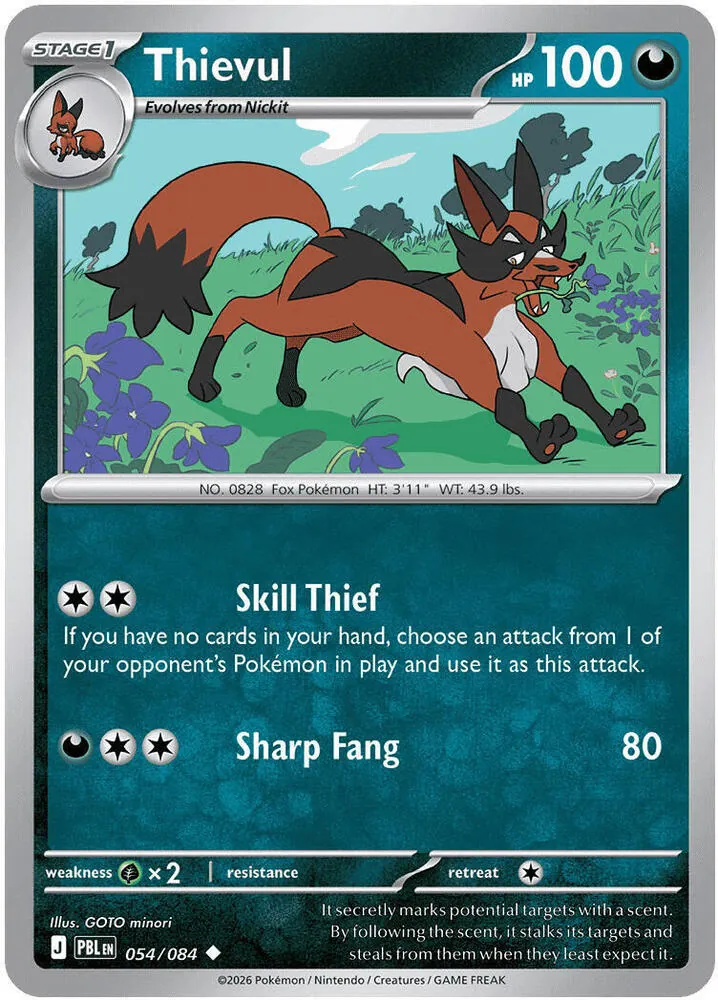 STAGE1
Thievul
HP 100
Evolves from Nickit
NO. 0828 Fox Pokémon HT: 3'11" WT: 43.9 lbs.
Skill Thief
If you have no cards in your hand, choose an attack from 1 of
your opponent's Pokémon in play and use it as this attack.
Sharp Fang 80
weakness ×2 resistance retreat
Illus. GOTO minori
It secretly marks potential targets with a scent.
By following the scent, it stalks its targets and
steals from them when they least expect it.
J PBL EN 054/084
©2026 Pokémon / Nintendo / Creatures / GAME FREAK